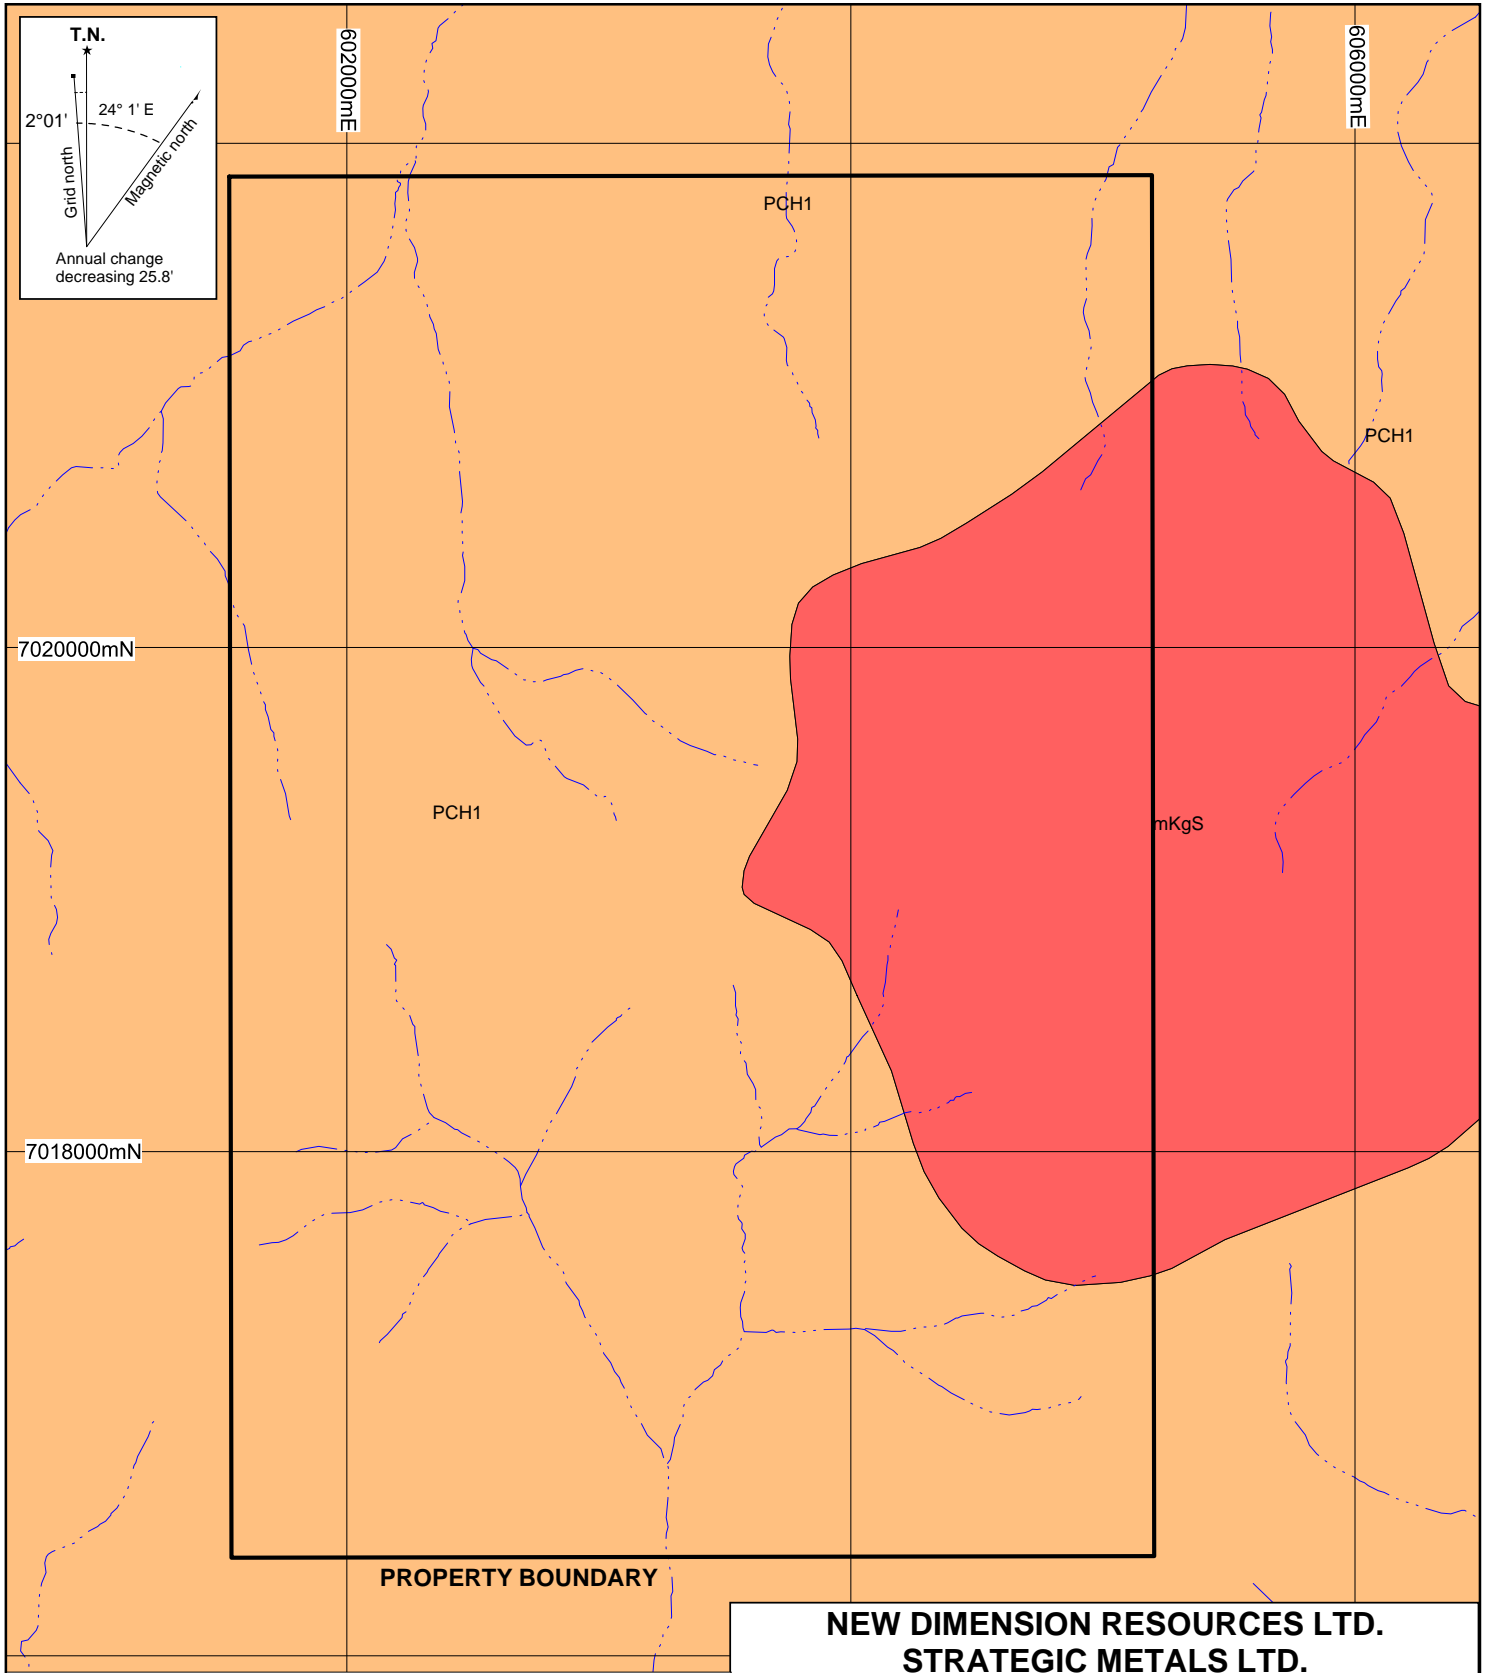 T.N.
2°01'
24° 1' E
Grid north
Magnetic north
Annual change
decreasing 25.8'
602000mE
606000mE
PCH1
PCH1
7020000mN
PCH1
mKgS
7018000mN
PROPERTY BOUNDARY
NEW DIMENSION RESOURCES LTD.
STRATEGIC METALS LTD.